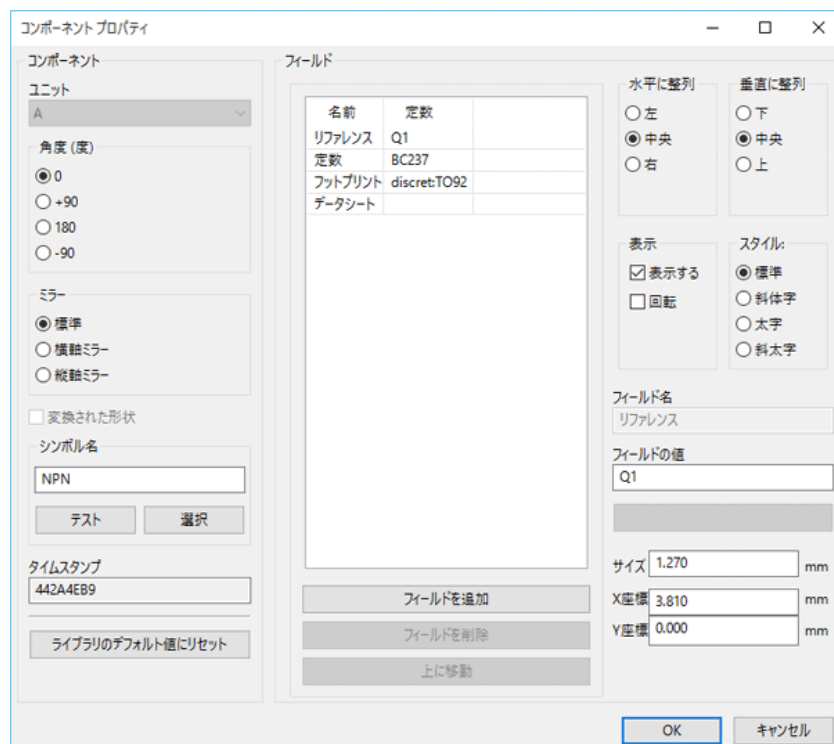 コンポーネント プロパティ
コンポーネント
ユニット
A
角度 (度)
0
+90
180
-90
ミラー
標準
横軸ミラー
縦軸ミラー
変換された形状
シンボル名
NPN
テスト 選択
タイムスタンプ
442A4EB9
ライブラリのデフォルト値にリセット
フィールド
名前 定数
リファレンス Q1
定数 BC237
フットプリント discret:TO92
データシート
フィールドを追加
フィールドを削除
上に移動
水平に整列
左
中央
右
垂直に整列
下
中央
上
表示
表示する
回転
スタイル:
標準
斜体字
太字
斜太字
フィールド名
リファレンス
フィールドの値
Q1
サイズ 1.270 mm
X座標 3.810 mm
Y座標 0.000 mm
OK キャンセル